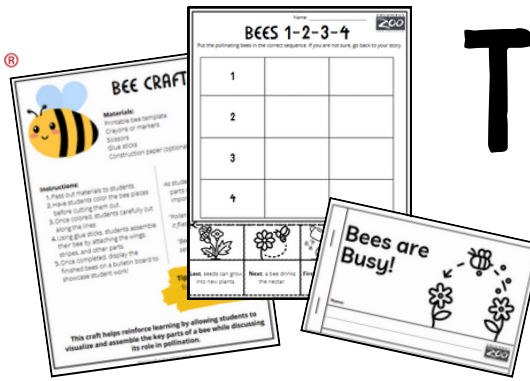 ®
BEE CRAFT
Materials:
Printable bee template
Crayons or markers
Scissors
Glue sticks
Construction paper (optional
Instructions:
1. Pass out materials to students.
2. Have students color the bee pieces
before cutting them out.
3. Once colored, students carefully cut
along the lines.
4. Using glue sticks, students assemble
their bee by attaching the wings,
stripes, and other parts.
5. Once completed, display the
finished bees on a bulletin board to
showcase student work!
As stude
parts
impor
This craft helps reinforce learning by allowing students to
visualize and assemble the key parts of a bee while discussing
its role in pollination.
Name:
ZOO
BEES 1-2-3-4
Put the pollinating bees in the correct sequence. If you are not sure, go back to your story.
1
2
3
4
Last, seeds can grow
into new plants
Next, a bee drinks
the nectar.
Firs
Bees are
Busy!
Name:
ZOO
T